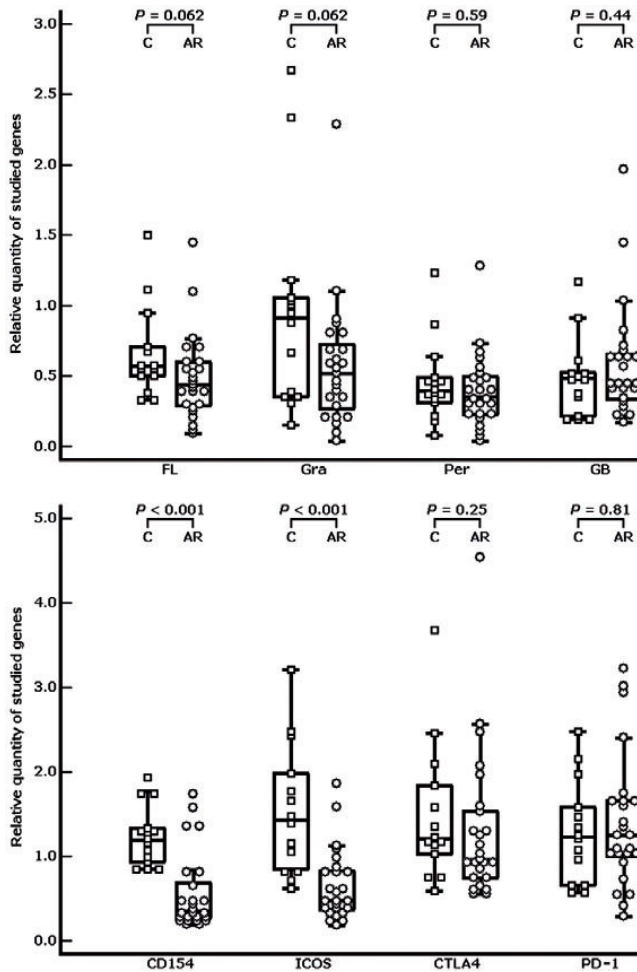 P = 0.062 P = 0.062 P = 0.59 P = 0.44
C AR C AR C AR C AR
Relative quantity of studied genes
3.0
2.5
2.0
1.5
1.0
0.5
0.0
FL Gra Per GB
P < 0.001 P < 0.001 P = 0.25 P = 0.81
C AR C AR C AR C AR
Relative quantity of studied genes
5.0
4.0
3.0
2.0
1.0
0.0
CD154 ICOS CTLA4 PD-1